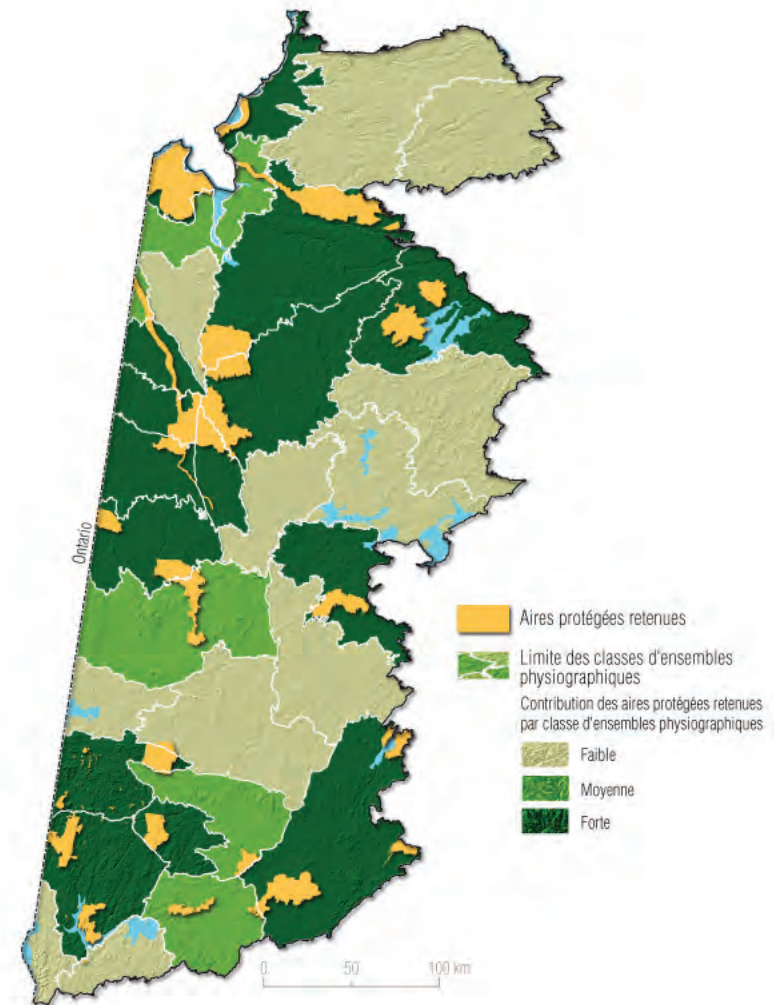 Ontario
Aires protégées retenues
Limite des classes d'ensembles
physiographiques
Contribution des aires protégées retenues
par classe d'ensembles physiographiques
Faible
Moyenne
Forte
0 50 100 km